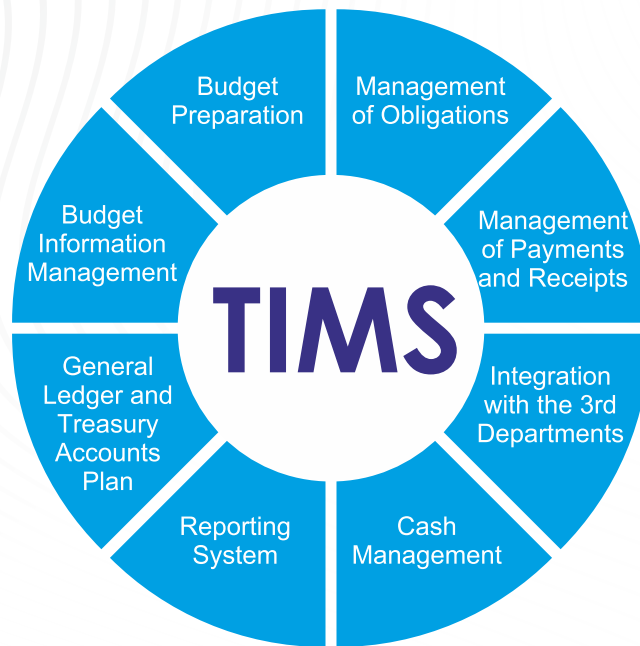 Budget
Preparation
Management
of Obligations
Management
of Payments
and Receipts
Integration
with the 3rd
Departments
Cash
Management
Reporting
System
General
Ledger and
Treasury
Accounts
Plan
Budget
Information
Management
TIMS